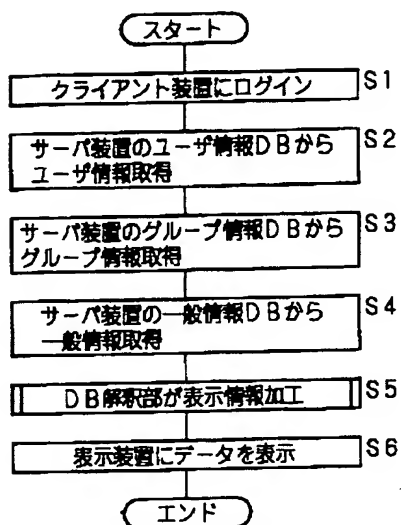 スタート
クライアント装置にログイン S1
サーバ装置のユーザ情報DBから S2
ユーザ情報取得
サーバ装置のグループ情報DBから S3
グループ情報取得
サーバ装置の一般情報DBから S4
一般情報取得
DB解釈部が表示情報加工 S5
表示装置にデータを表示 S6
エンド